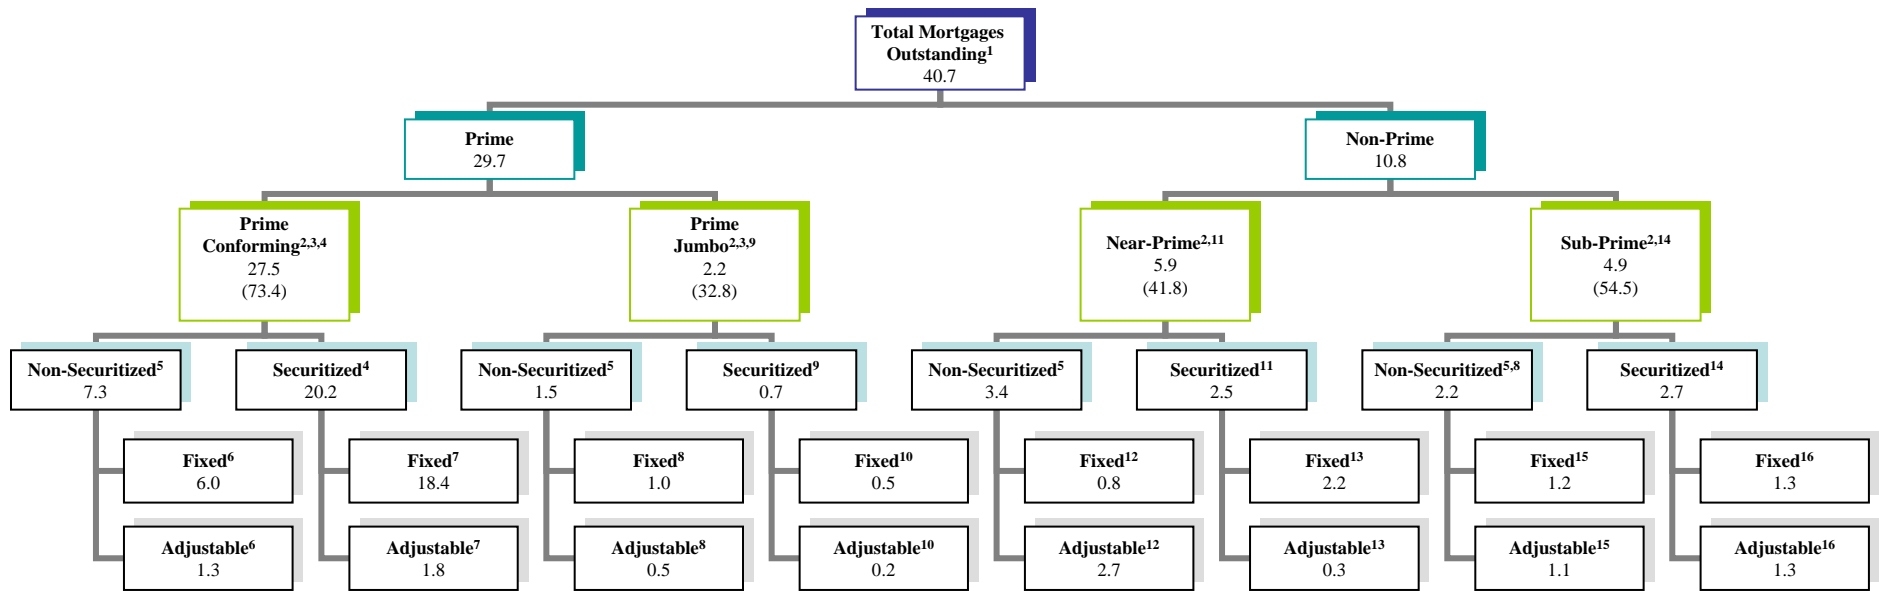 Total Mortgages
Outstanding1
40.7
Prime
29.7
Non-Prime
10.8
Prime
Conforming2,3,4
27.5
(73.4)
Prime
Jumbo2,3,9
2.2
(32.8)
Near-Prime2,11
5.9
(41.8)
Sub-Prime2,14
4.9
(54.5)
Non-Securitized5
7.3
Securitized4
20.2
Non-Securitized5
1.5
Securitized9
0.7
Non-Securitized5
3.4
Securitized11
2.5
Non-Securitized5,8
2.2
Securitized14
2.7
Fixed6
6.0
Fixed7
18.4
Fixed8
1.0
Fixed10
0.5
Fixed12
0.8
Fixed13
2.2
Fixed15
1.2
Fixed16
1.3
Adjustable6
1.3
Adjustable7
1.8
Adjustable8
0.5
Adjustable10
0.2
Adjustable12
2.7
Adjustable13
0.3
Adjustable15
1.1
Adjustable16
1.3